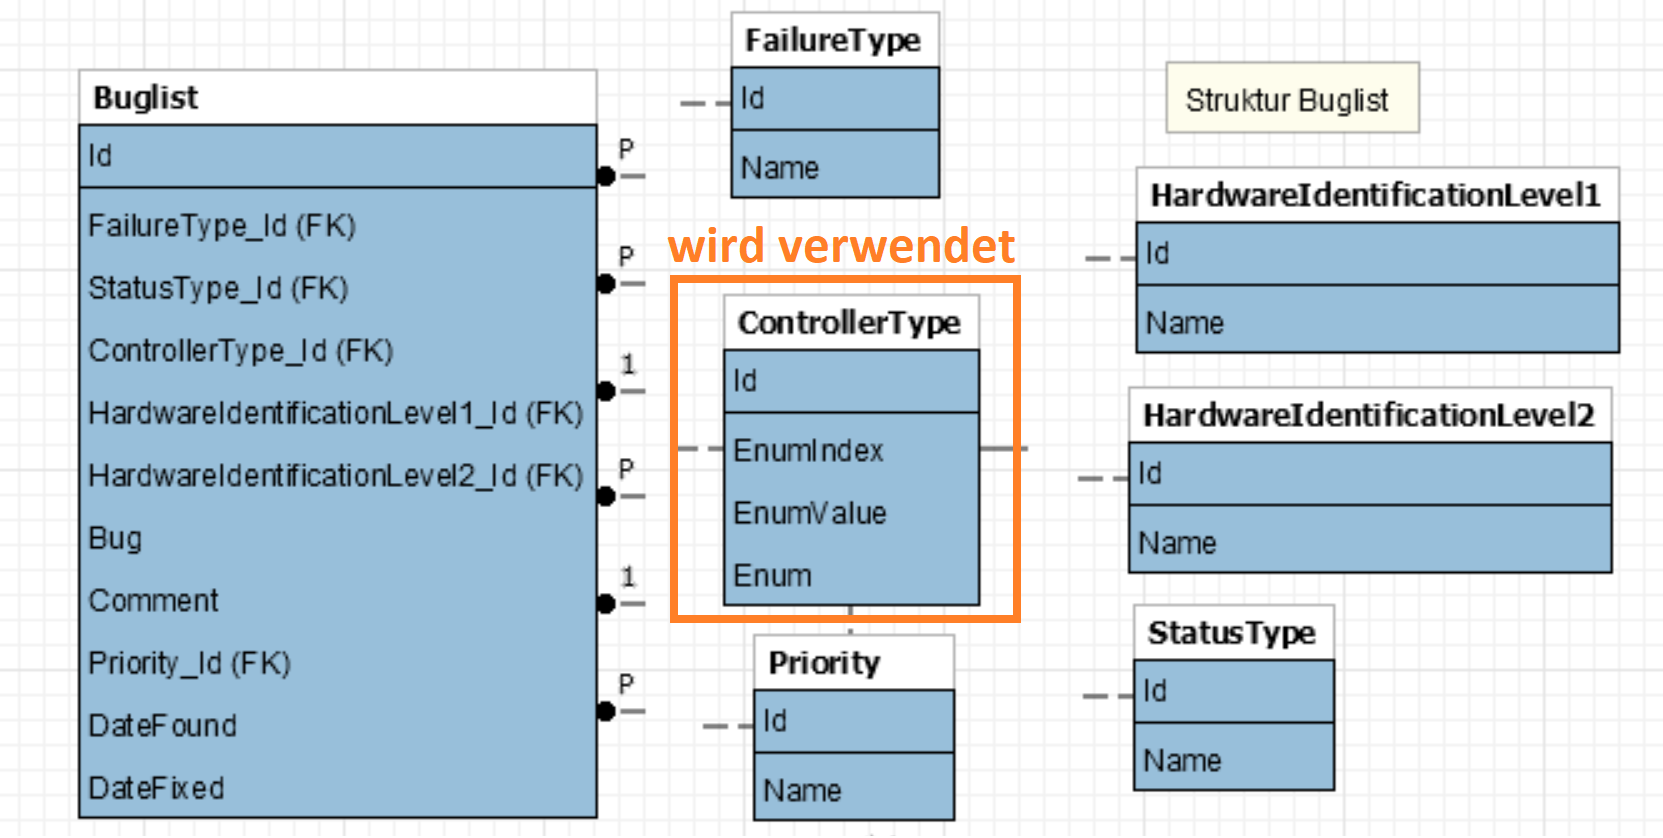 Buglist
Id
FailureType_Id (FK)
StatusType_Id (FK)
ControllerType_Id (FK)
HardwareIdentificationLevel1_Id (FK)
HardwareIdentificationLevel2_Id (FK)
Bug
Comment
Priority_Id (FK)
DateFound
DateFixed
P
P
1
P
1
P
FailureType
Id
Name
wird verwendet
ControllerType
Id
EnumIndex
EnumValue
Enum
Priority
Id
Name
Struktur Buglist
HardwareIdentificationLevel1
Id
Name
HardwareIdentificationLevel2
Id
Name
StatusType
Id
Name